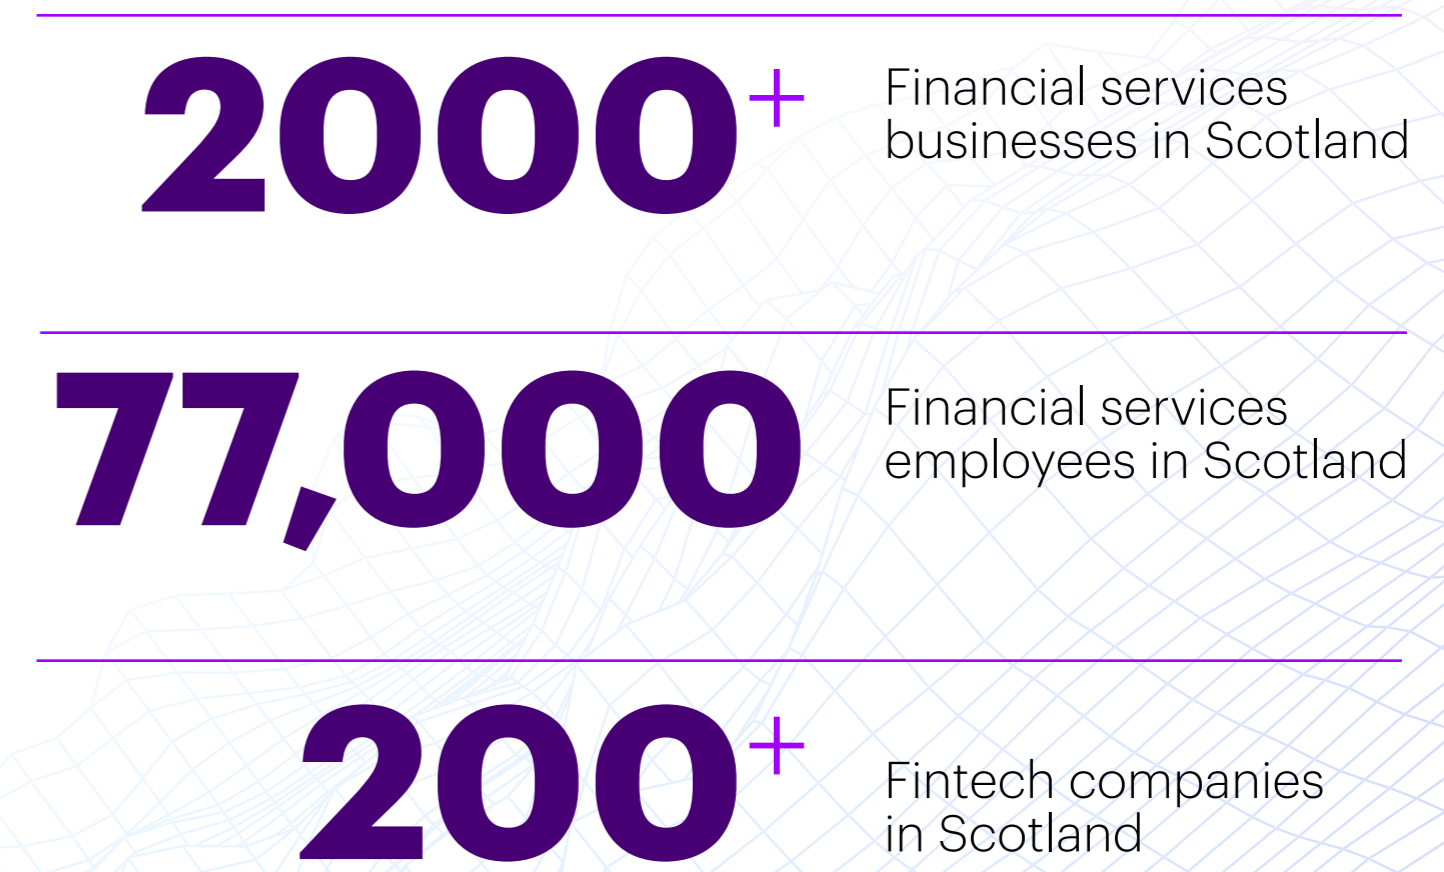 2000+
Financial services
businesses in Scotland
77,000
Financial services
employees in Scotland
200+
Fintech companies
in Scotland